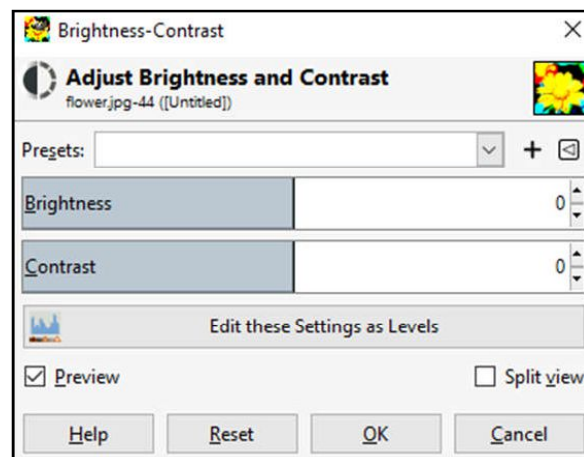 Brightness-Contrast
Adjust Brightness and Contrast
flower.jpg-44 ([Untitled])
Presets:
Brightness 0
Contrast 0
Edit these Settings as Levels
Preview Split view
Help Reset OK Cancel